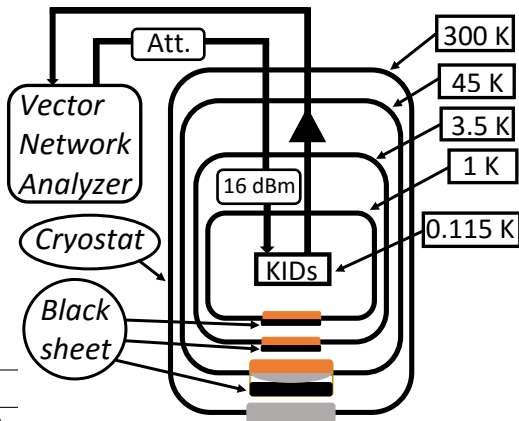 Att.
300 K
45 K
Vector
Network
Analyzer
3.5 K
1 K
16 dBm
Cryostat
0.115 K
KIDs
Black
sheet